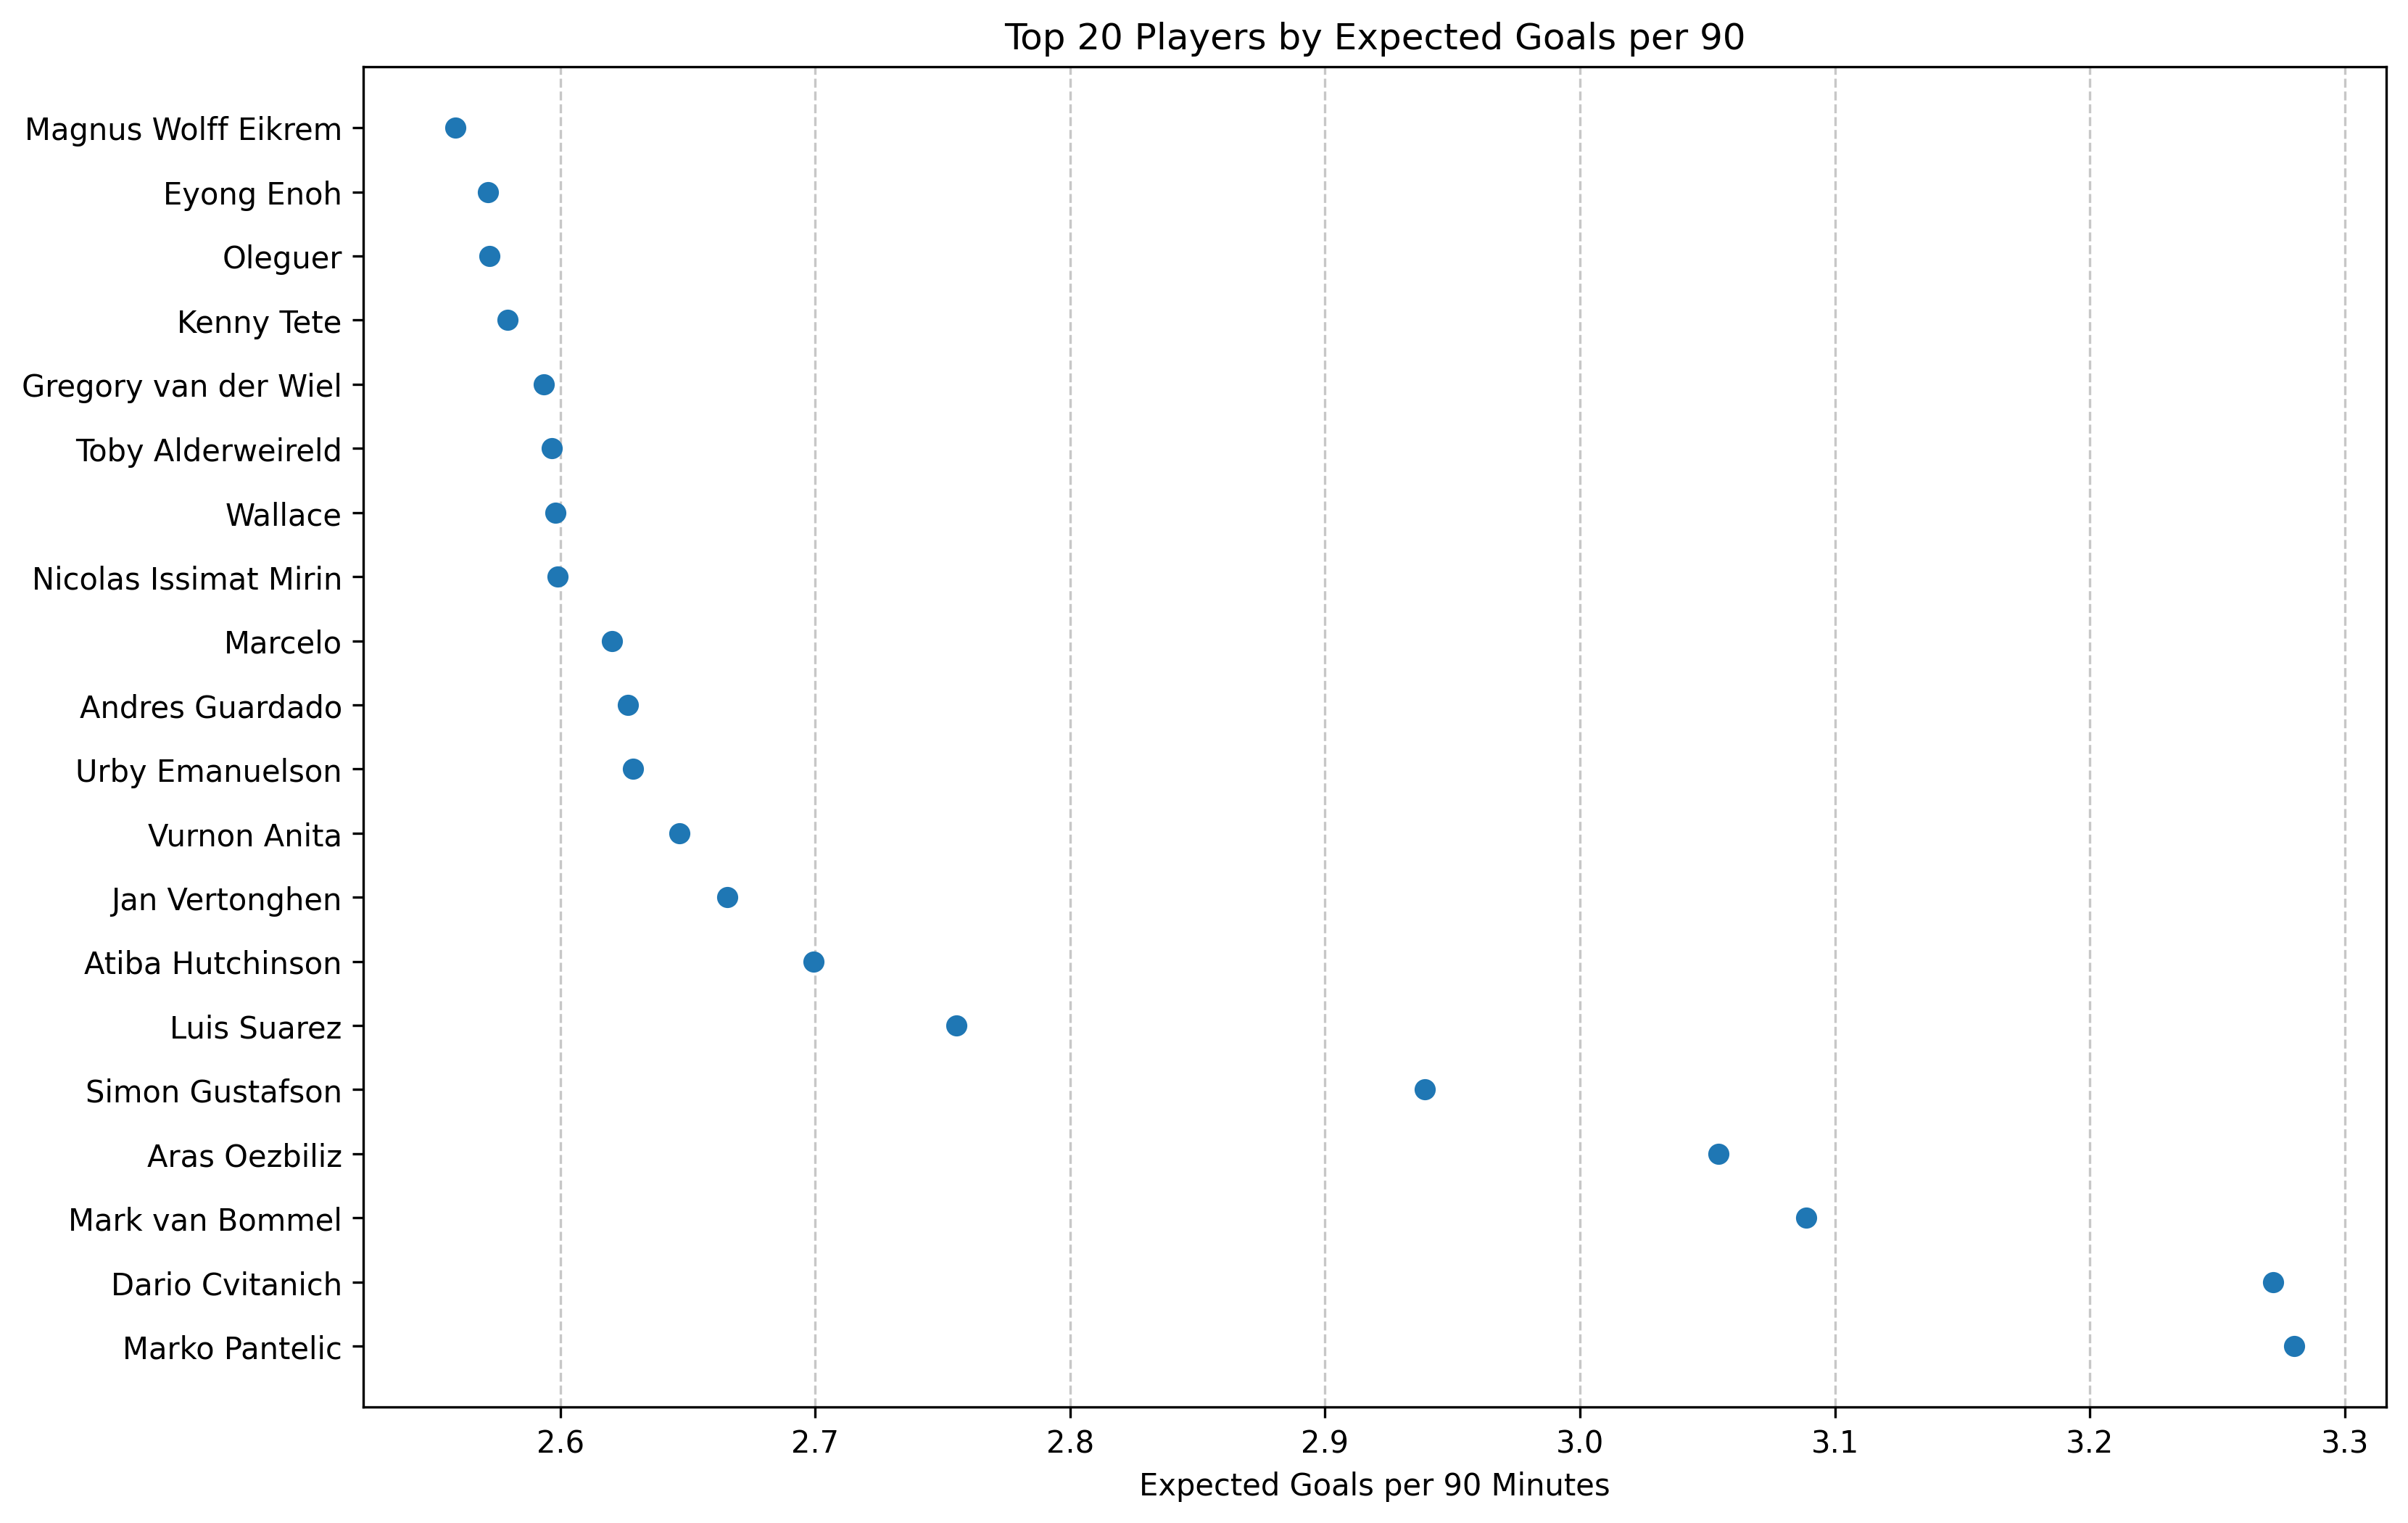 Top 20 Players by Expected Goals per 90
Magnus Wolff Eikrem
Eyong Enoh
Oleguer
Kenny Tete
Gregory van der Wiel
Toby Alderweireld
Wallace
Nicolas Issimat Mirin
Marcelo
Andres Guardado
Urby Emanuelson
Vurnon Anita
Jan Vertonghen
Atiba Hutchinson
Luis Suarez
Simon Gustafson
Aras Oezbiliz
Mark van Bommel
Dario Cvitanich
Marko Pantelic
2.6 2.7 2.8 2.9 3.0 3.1 3.2 3.3
Expected Goals per 90 Minutes